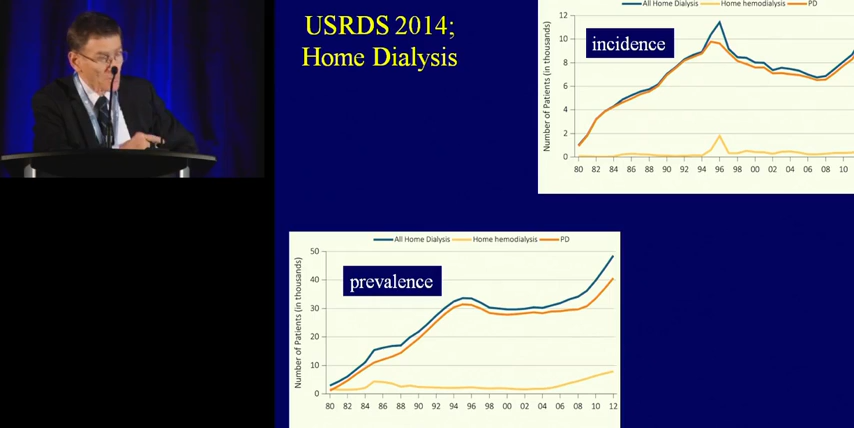 USRDS 2014;
Home Dialysis
All Home Dialysis Home hemodialysis PD
incidence
Number of Patients (in thousands)
12
10
8
6
4
2
0
80 82 84 86 88 90 92 94 96 98 00 02 04 06 08 10
All Home Dialysis Home hemodialysis PD
prevalence
Number of Patients (in thousands)
50
40
30
20
10
0
80 82 84 86 88 90 92 94 96 98 00 02 04 06 08 10 12